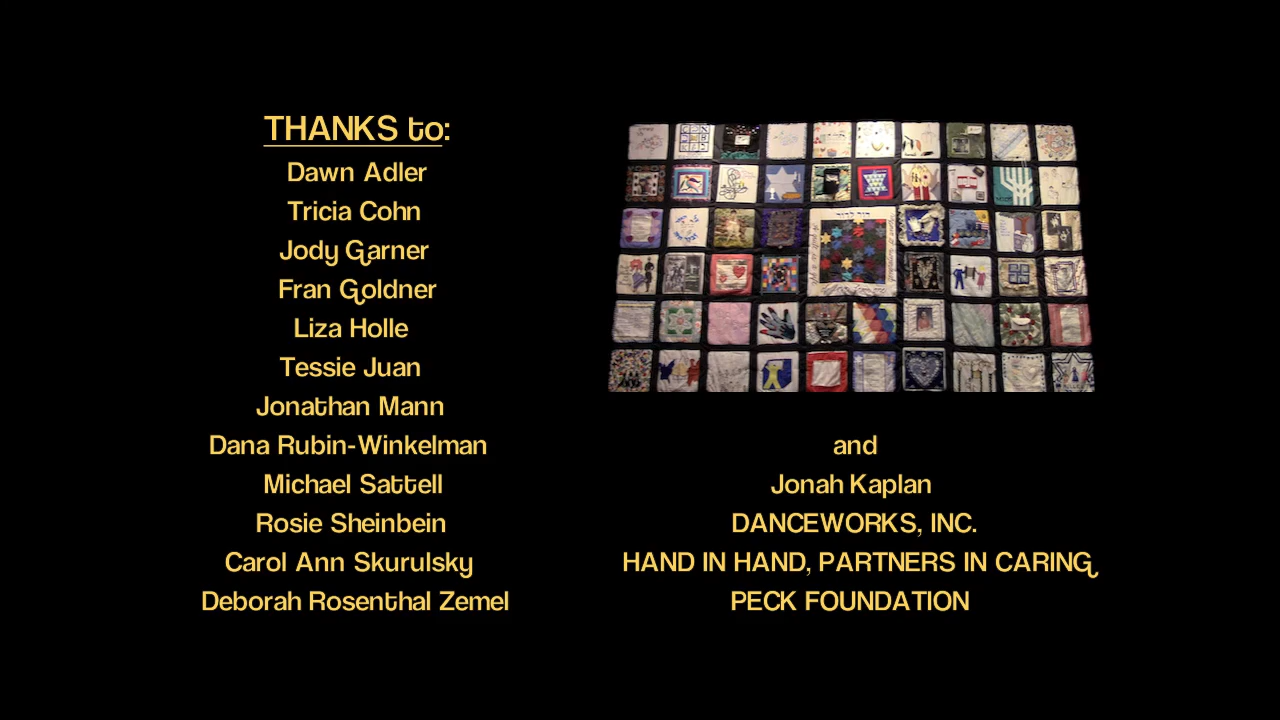 THANKS to:
Dawn Adler
Tricia Cohn
Jody Garner
Fran Goldner
Liza Holle
Tessie Juan
Jonathan Mann
Dana Rubin-Winkelman
Michael Sattell
Rosie Sheinbein
Carol Ann Skurulsky
Deborah Rosenthal Zemel
and
Jonah Kaplan
DANCEWORKS, INC.
HAND IN HAND, PARTNERS IN CARING
PECK FOUNDATION